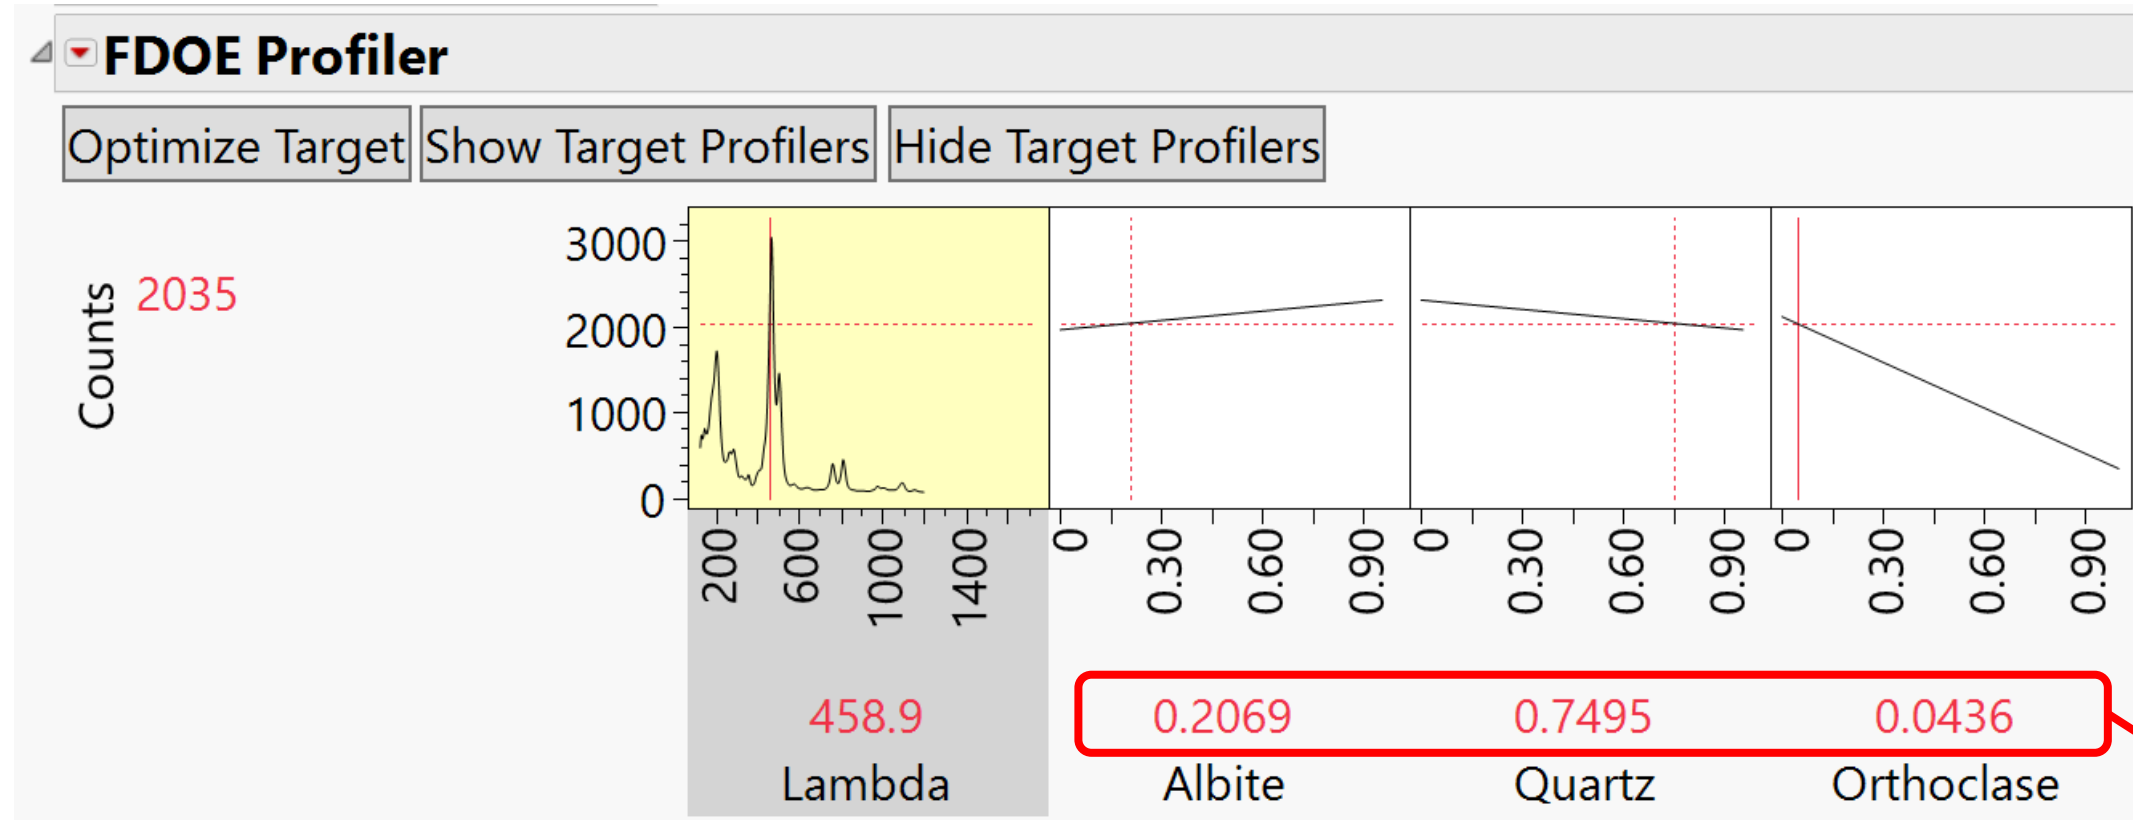 FDOE Profiler
Optimize Target Show Target Profilers Hide Target Profilers
Counts
2035
3000
2000
1000
0
200 600 1000 1400 0 0.30 0.60 0.90 0 0.30 0.60 0.90 0 0.30 0.60 0.90
458.9 0.2069 0.7495 0.0436
Lambda Albite Quartz Orthoclase